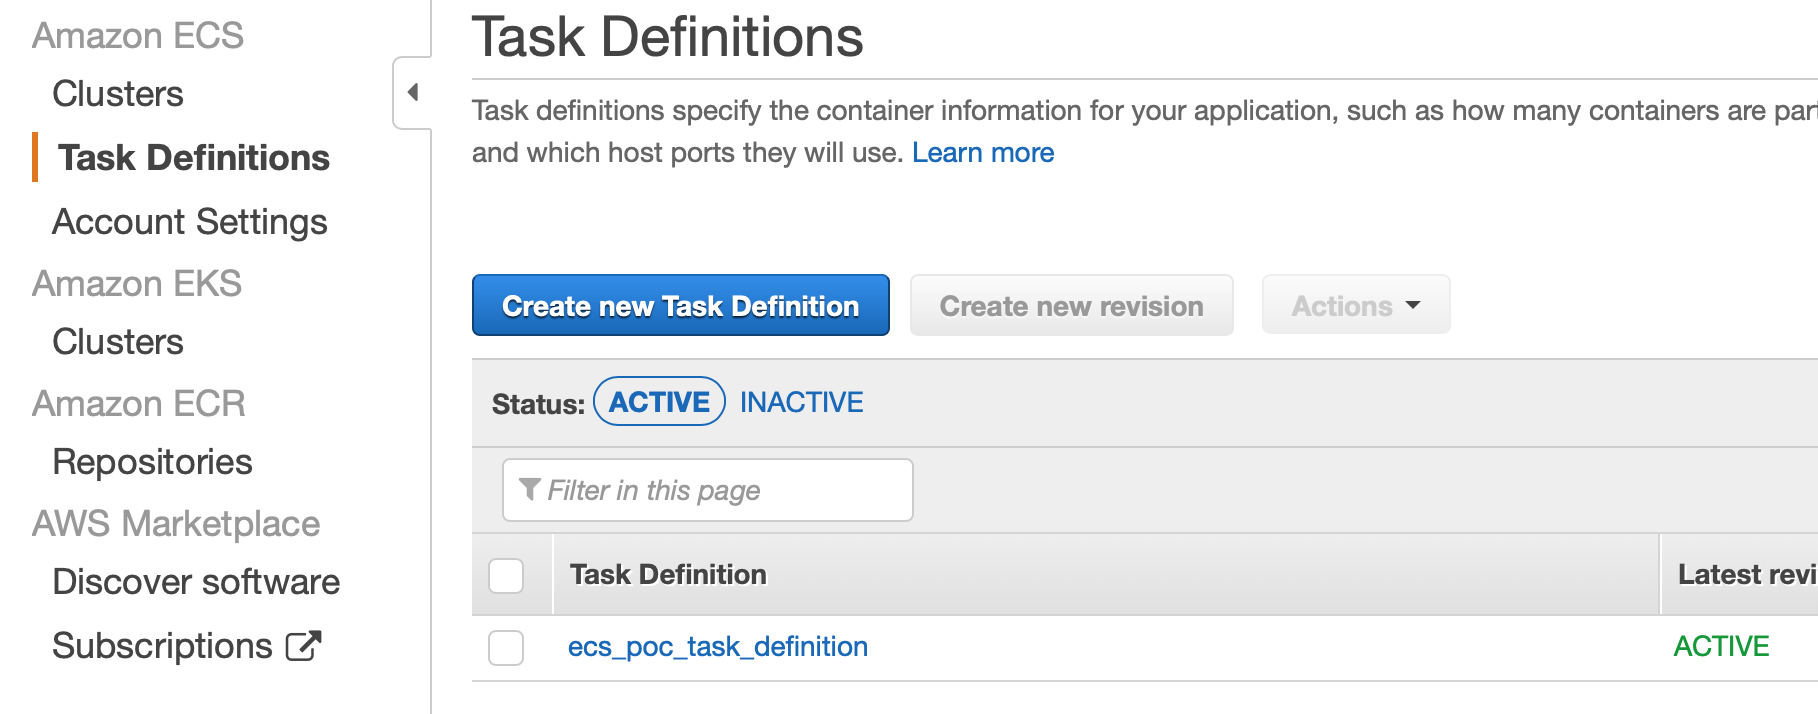 Amazon ECS
Clusters
Task Definitions
Account Settings
Amazon EKS
Clusters
Amazon ECR
Repositories
AWS Marketplace
Discover software
Subscriptions
Task Definitions
Task definitions specify the container information for your application, such as how many containers are part
and which host ports they will use. Learn more
Create new Task Definition Create new revision Actions
Status: ACTIVE INACTIVE
Filter in this page
Task Definition Latest revi
ecs_poc_task_definition ACTIVE